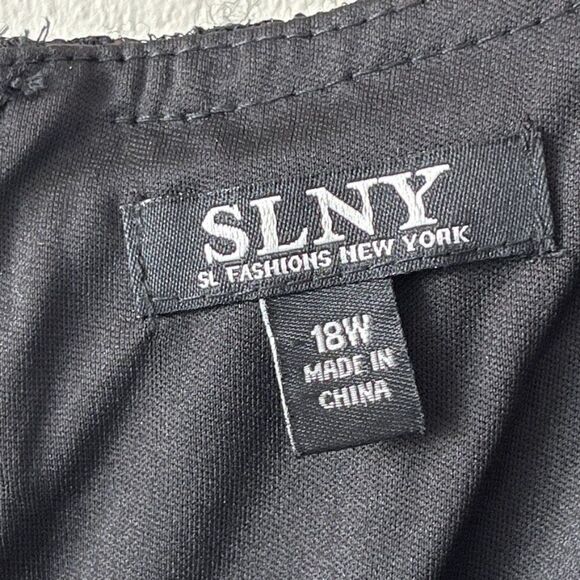 SLNY
SL FASHIONS NEW YORK
18W
MADE IN
CHINA